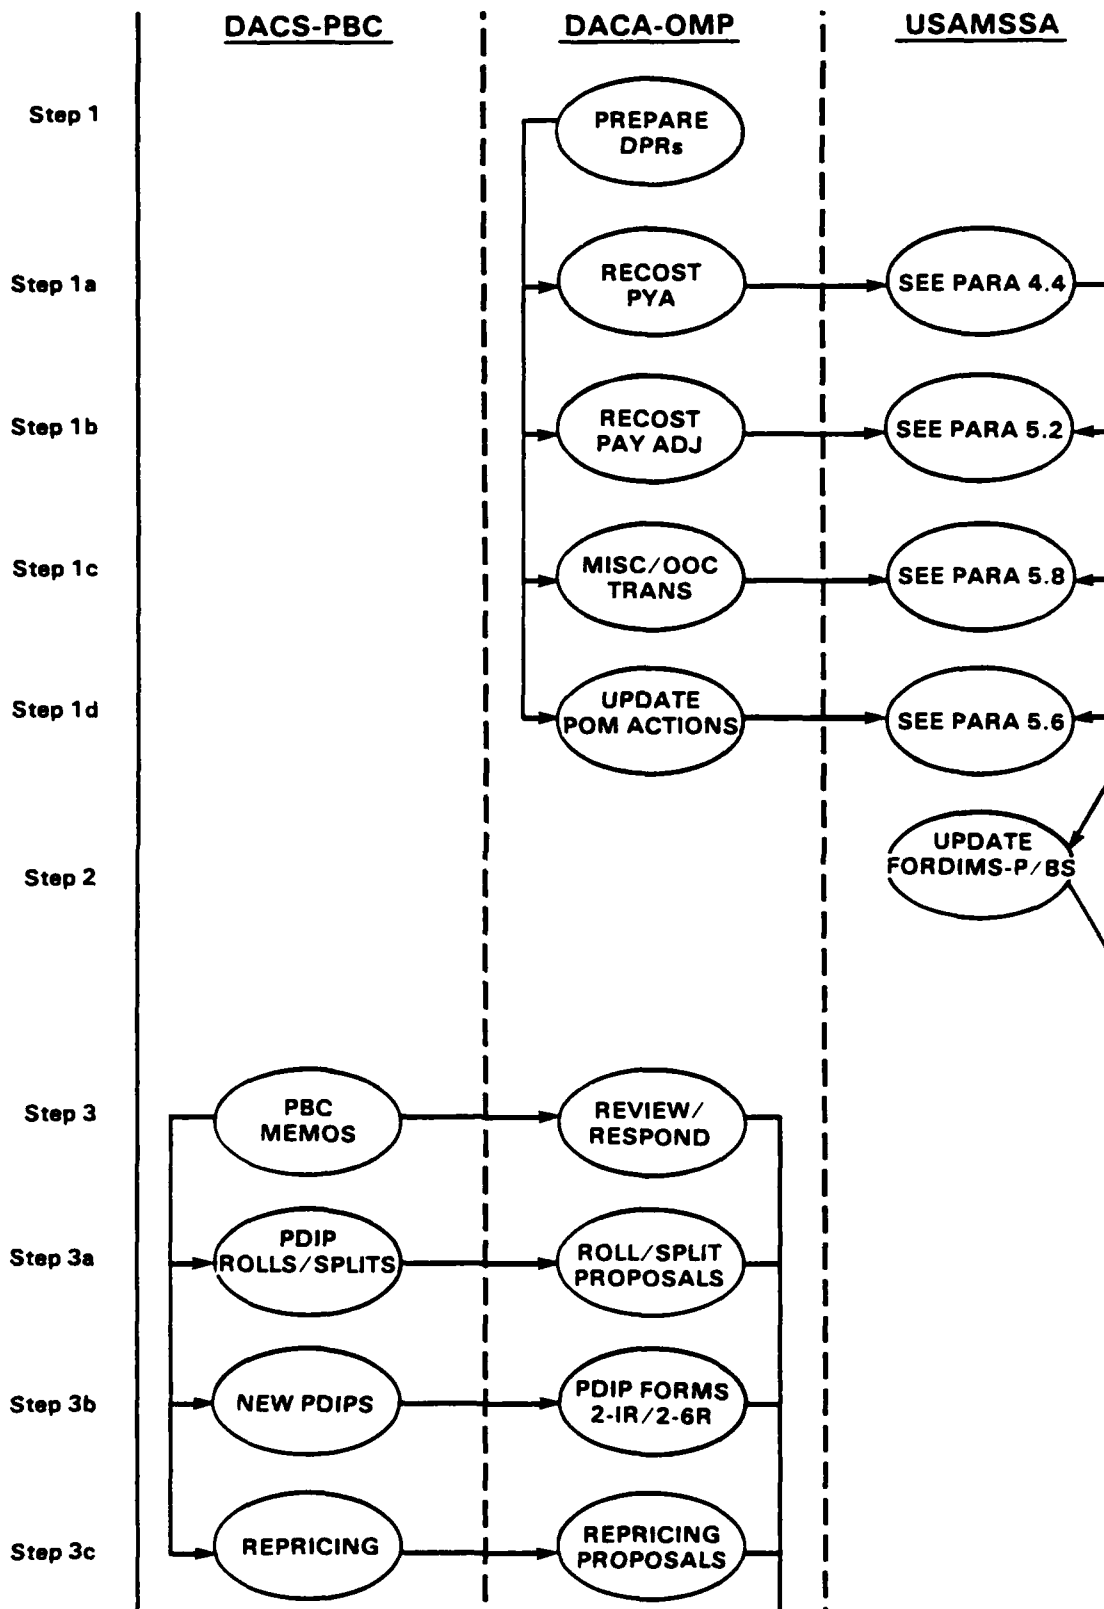 DACS-PBC
DACA-OMP
USAMSSA
Step 1
PREPARE
DPRs
Step 1a
RECOST
PYA
SEE PARA 4.4
Step 1b
RECOST
PAY ADJ
SEE PARA 5.2
Step 1c
MISC/OOC
TRANS
SEE PARA 5.8
Step 1d
UPDATE
POM ACTIONS
SEE PARA 5.6
Step 2
UPDATE
FORDIMS-P/BS
Step 3
PBC
MEMOS
REVIEW/
RESPOND
Step 3a
PDIP
ROLLS/SPLITS
ROLL/SPLIT
PROPOSALS
Step 3b
NEW PDIPS
PDIP FORMS
2-IR/2-6R
Step 3c
REPRICING
REPRICING
PROPOSALS